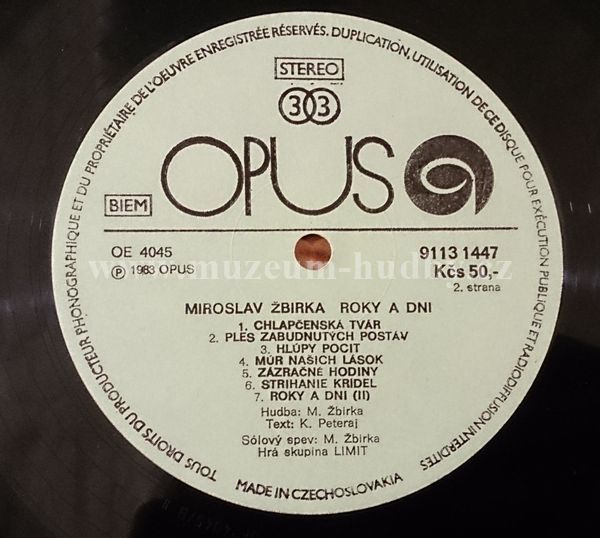 TOUS DROITS DU PRODUCTEUR PHONOGRAPHIQUE ET DU PROPRIÉTAIRE DE L'OEUVRE ENREGISTRÉE RÉSERVÉS. DUPLICATION, UTILISATION DE CE DISQUE POUR EXÉCUTION PUBLIQUE ET RADIODIFFUSION INTERDITES
STEREO
33
OPUS
BIEM
OE 4045
9113 1447
Ⓟ 1983 OPUS
Kčs 50,-
2. strana
www.muzeum-hudby.cz
MIROSLAV ŽBIRKA ROKY A DNI
1. CHLAPČENSKÁ TVÁR
2. PLES ZABUDNUTÝCH POSTÁV
3. HLÚPY POCIT
4. MÚR NAŠICH LÁSOK
5. ZÁZRAČNÉ HODINY
6. STRIHANIE KRÍDEL
7. ROKY A DNI (II)
Hudba: M. Žbirka
Text: K. Peteraj
Sólový spev: M. Žbirka
Hrá skupina LIMIT
MADE IN CZECHOSLOVAKIA